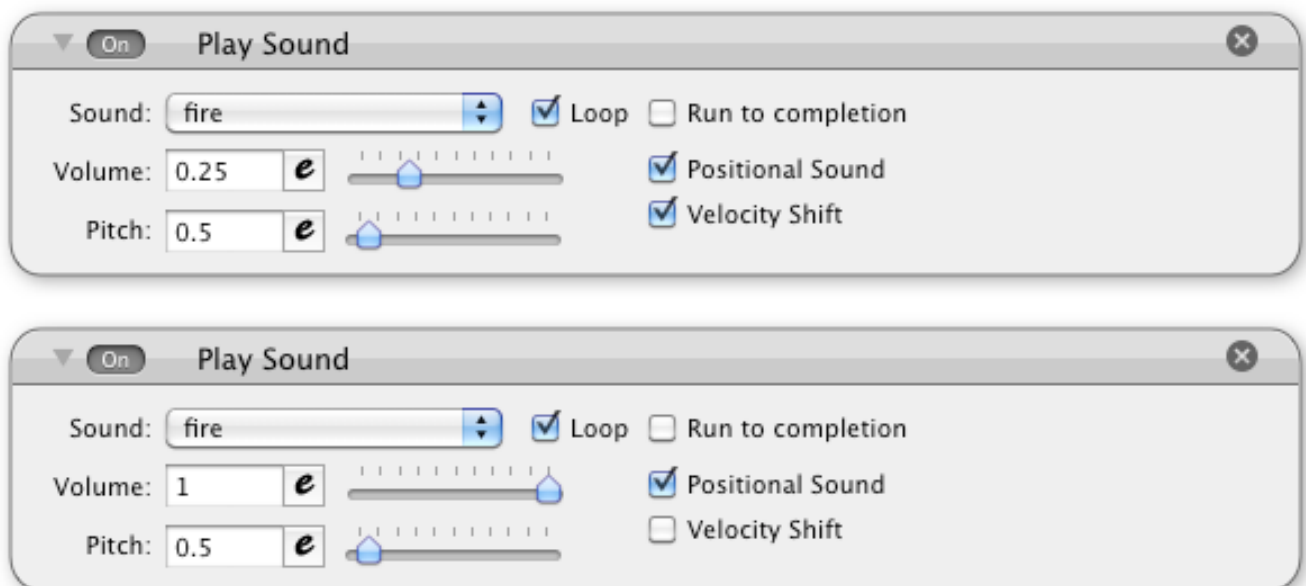 On Play Sound
Sound: fire Loop Run to completion
Volume: 0.25 e Positional Sound
Velocity Shift
Pitch: 0.5 e
On Play Sound
Sound: fire Loop Run to completion
Volume: 1 e Positional Sound
Velocity Shift
Pitch: 0.5 e